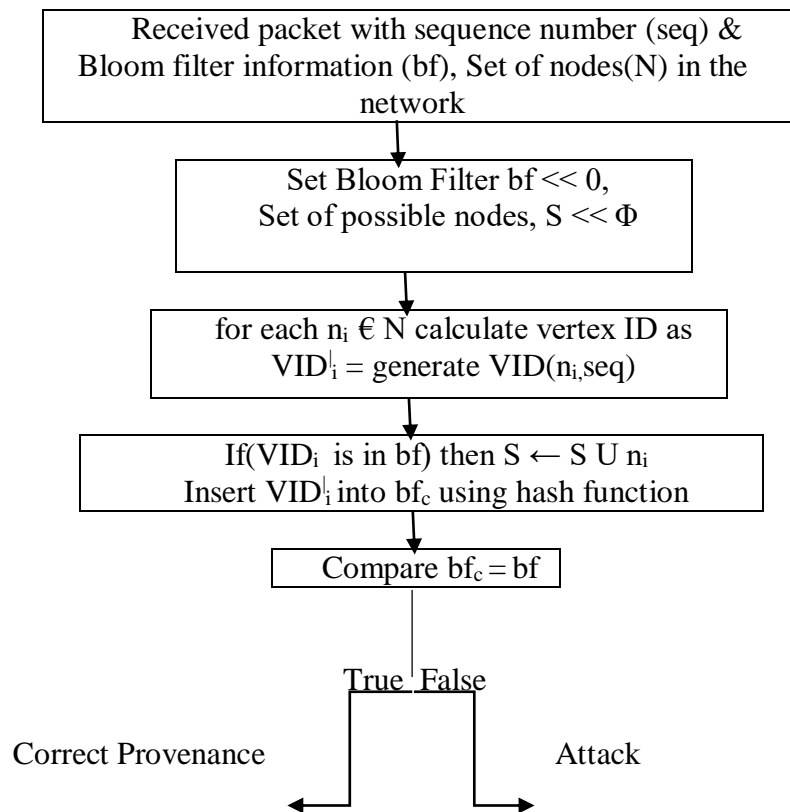 Received packet with sequence number (seq) &
Bloom filter information (bf), Set of nodes(N) in the
network
Set Bloom Filter bf << 0,
Set of possible nodes, S << Φ
for each nᵢ € N calculate vertex ID as
VID|ᵢ = generate VID(nᵢ,seq)
If(VIDᵢ is in bf) then S ← S U nᵢ
Insert VID|ᵢ into bf꜀ using hash function
Compare bf꜀ = bf
True False
Correct Provenance Attack